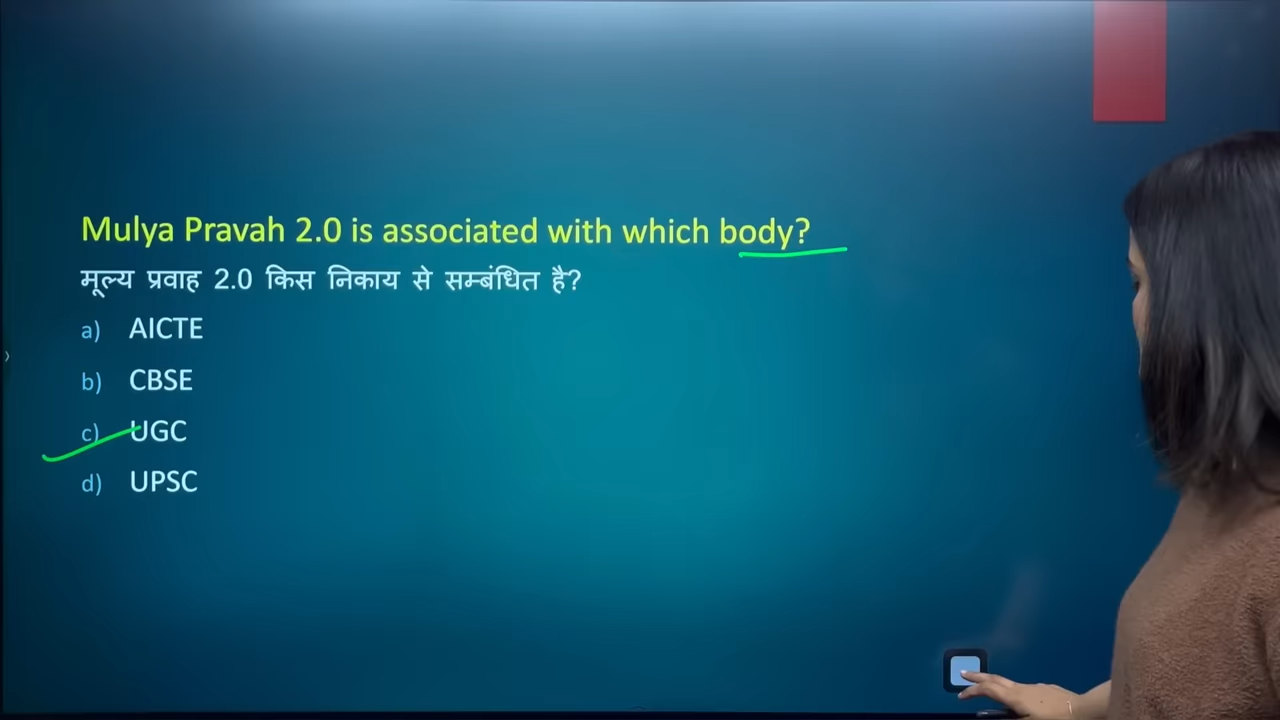 Mulya Pravah 2.0 is associated with which body?
मूल्य प्रवाह 2.0 किस निकाय से सम्बंधित है?
a) AICTE
b) CBSE
c) UGC
d) UPSC